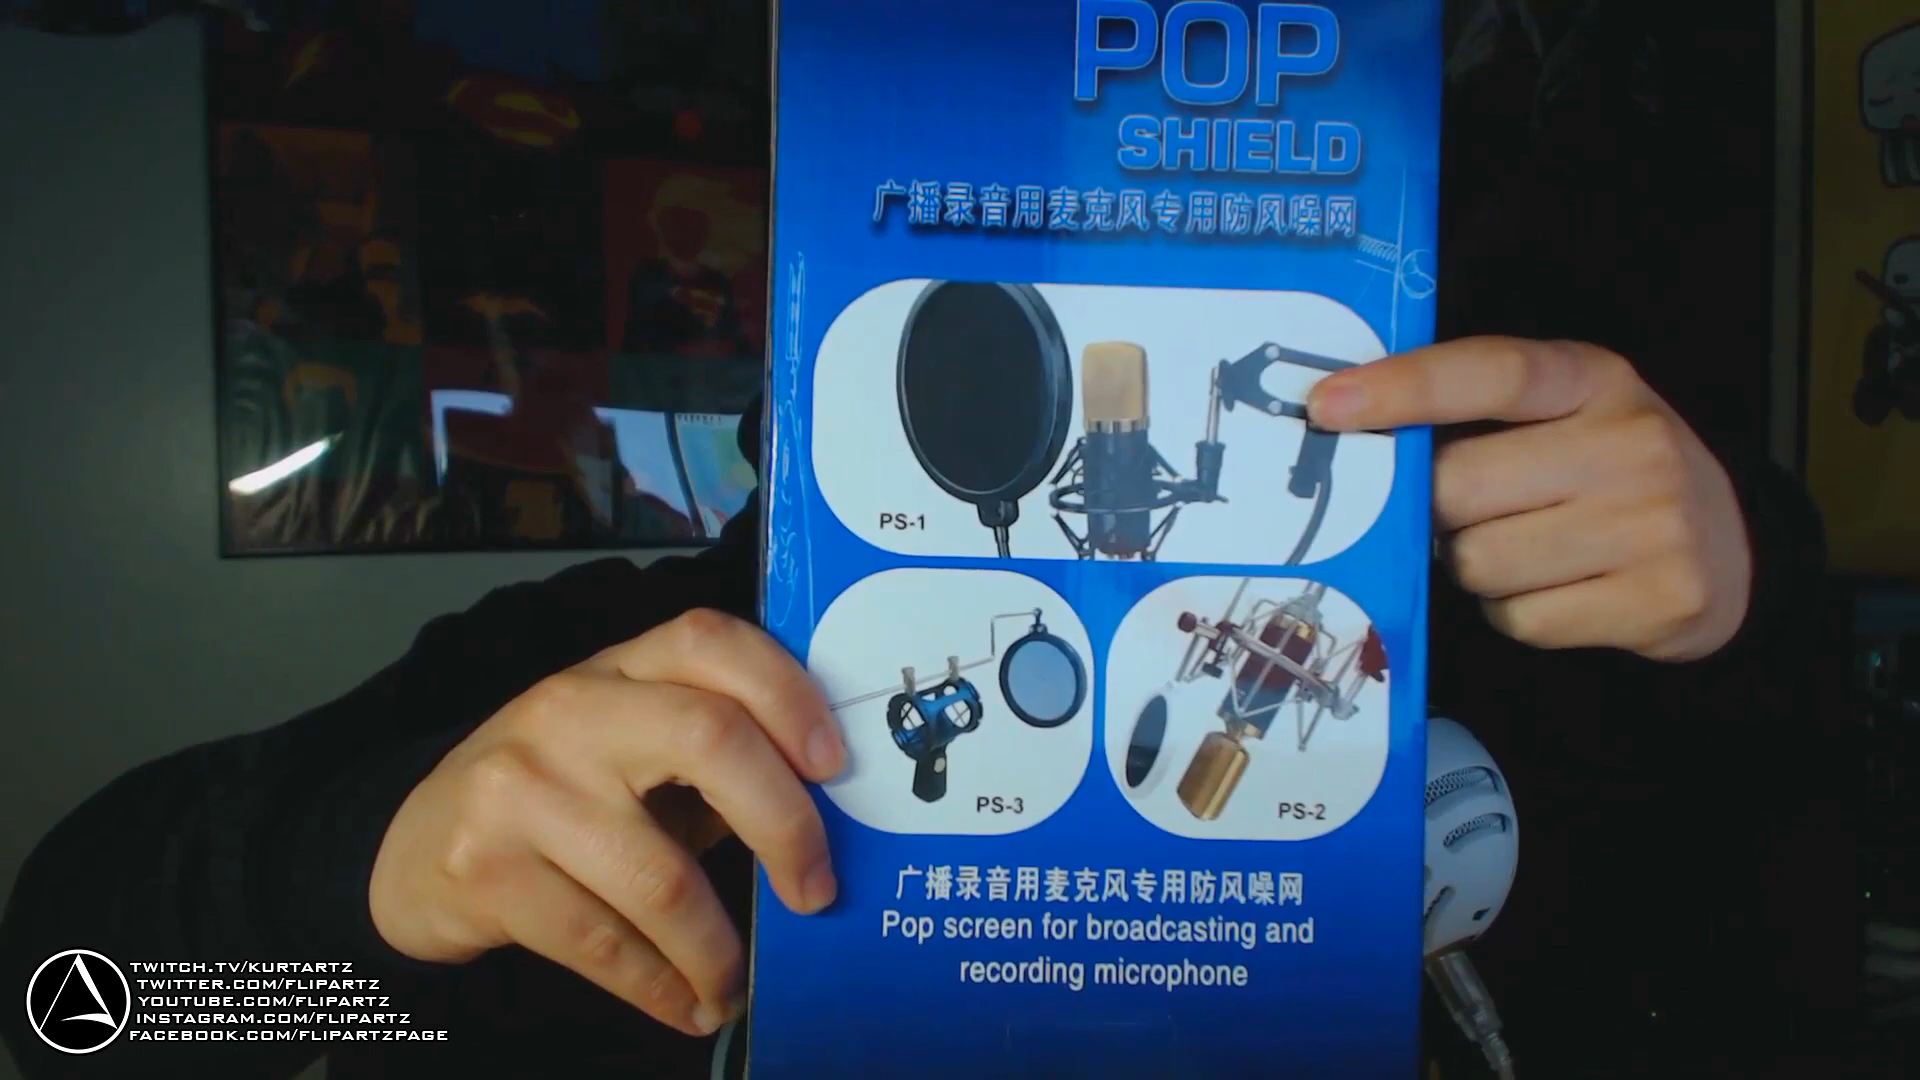 POP
SHIELD
广播录音用麦克风专用防风噪网
PS-1
PS-3
PS-2
广播录音用麦克风专用防风噪网
Pop screen for broadcasting and
recording microphone
TWITCH.TV/KURTARTZ
TWITTER.COM/FLIPARTZ
YOUTUBE.COM/FLIPARTZ
INSTAGRAM.COM/FLIPARTZ
FACEBOOK.COM/FLIPARTZPAGE